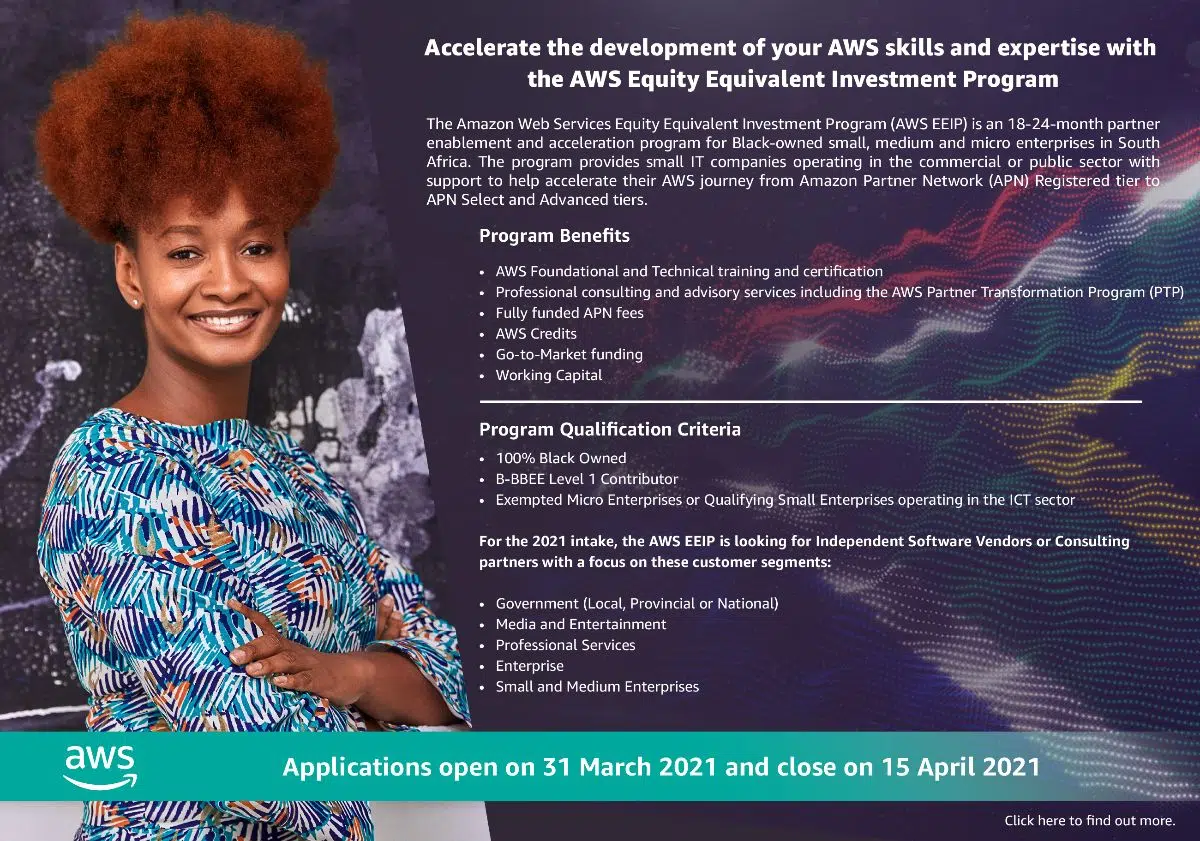 Accelerate the development of your AWS skills and expertise with
the AWS Equity Equivalent Investment Program
The Amazon Web Services Equity Equivalent Investment Program (AWS EEIP) is an 18-24-month partner
enablement and acceleration program for Black-owned small, medium and micro enterprises in South
Africa. The program provides small IT companies operating in the commercial or public sector with
support to help accelerate their AWS journey from Amazon Partner Network (APN) Registered tier to
APN Select and Advanced tiers.
Program Benefits
• AWS Foundational and Technical training and certification
• Professional consulting and advisory services including the AWS Partner Transformation Program (PTP)
• Fully funded APN fees
• AWS Credits
• Go-to-Market funding
• Working Capital
Program Qualification Criteria
• 100% Black Owned
• B-BBEE Level 1 Contributor
• Exempted Micro Enterprises or Qualifying Small Enterprises operating in the ICT sector
For the 2021 intake, the AWS EEIP is looking for Independent Software Vendors or Consulting
partners with a focus on these customer segments:
• Government (Local, Provincial or National)
• Media and Entertainment
• Professional Services
• Enterprise
• Small and Medium Enterprises
aws
Applications open on 31 March 2021 and close on 15 April 2021
Click here to find out more.